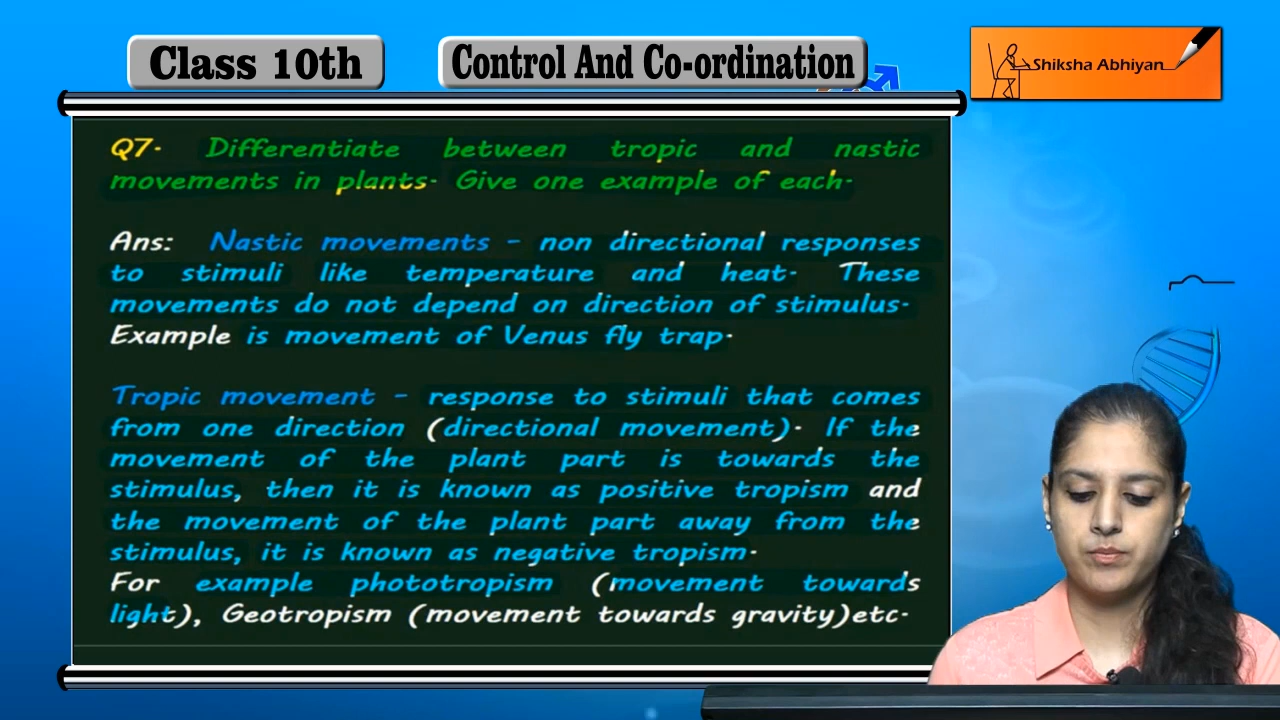 Class 10th
Control And Co-ordination
Shiksha Abhiyan
Q7. Differentiate between tropic and nastic
movements in plants. Give one example of each.
Ans: Nastic movements - non directional responses
to stimuli like temperature and heat. These
movements do not depend on direction of stimulus.
Example is movement of Venus fly trap.
Tropic movement - response to stimuli that comes
from one direction (directional movement). If the
movement of the plant part is towards the
stimulus, then it is known as positive tropism and
the movement of the plant part away from the
stimulus, it is known as negative tropism.
For example phototropism (movement towards
light), Geotropism (movement towards gravity)etc.